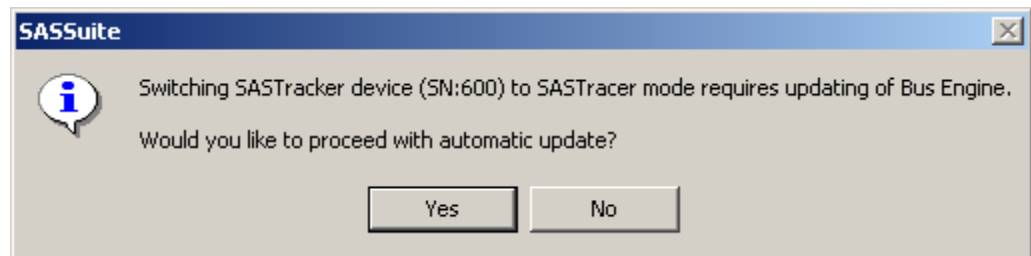 SASSuite
Switching SASTracker device (SN:600) to SASTracer mode requires updating of Bus Engine.
Would you like to proceed with automatic update?
Yes
No